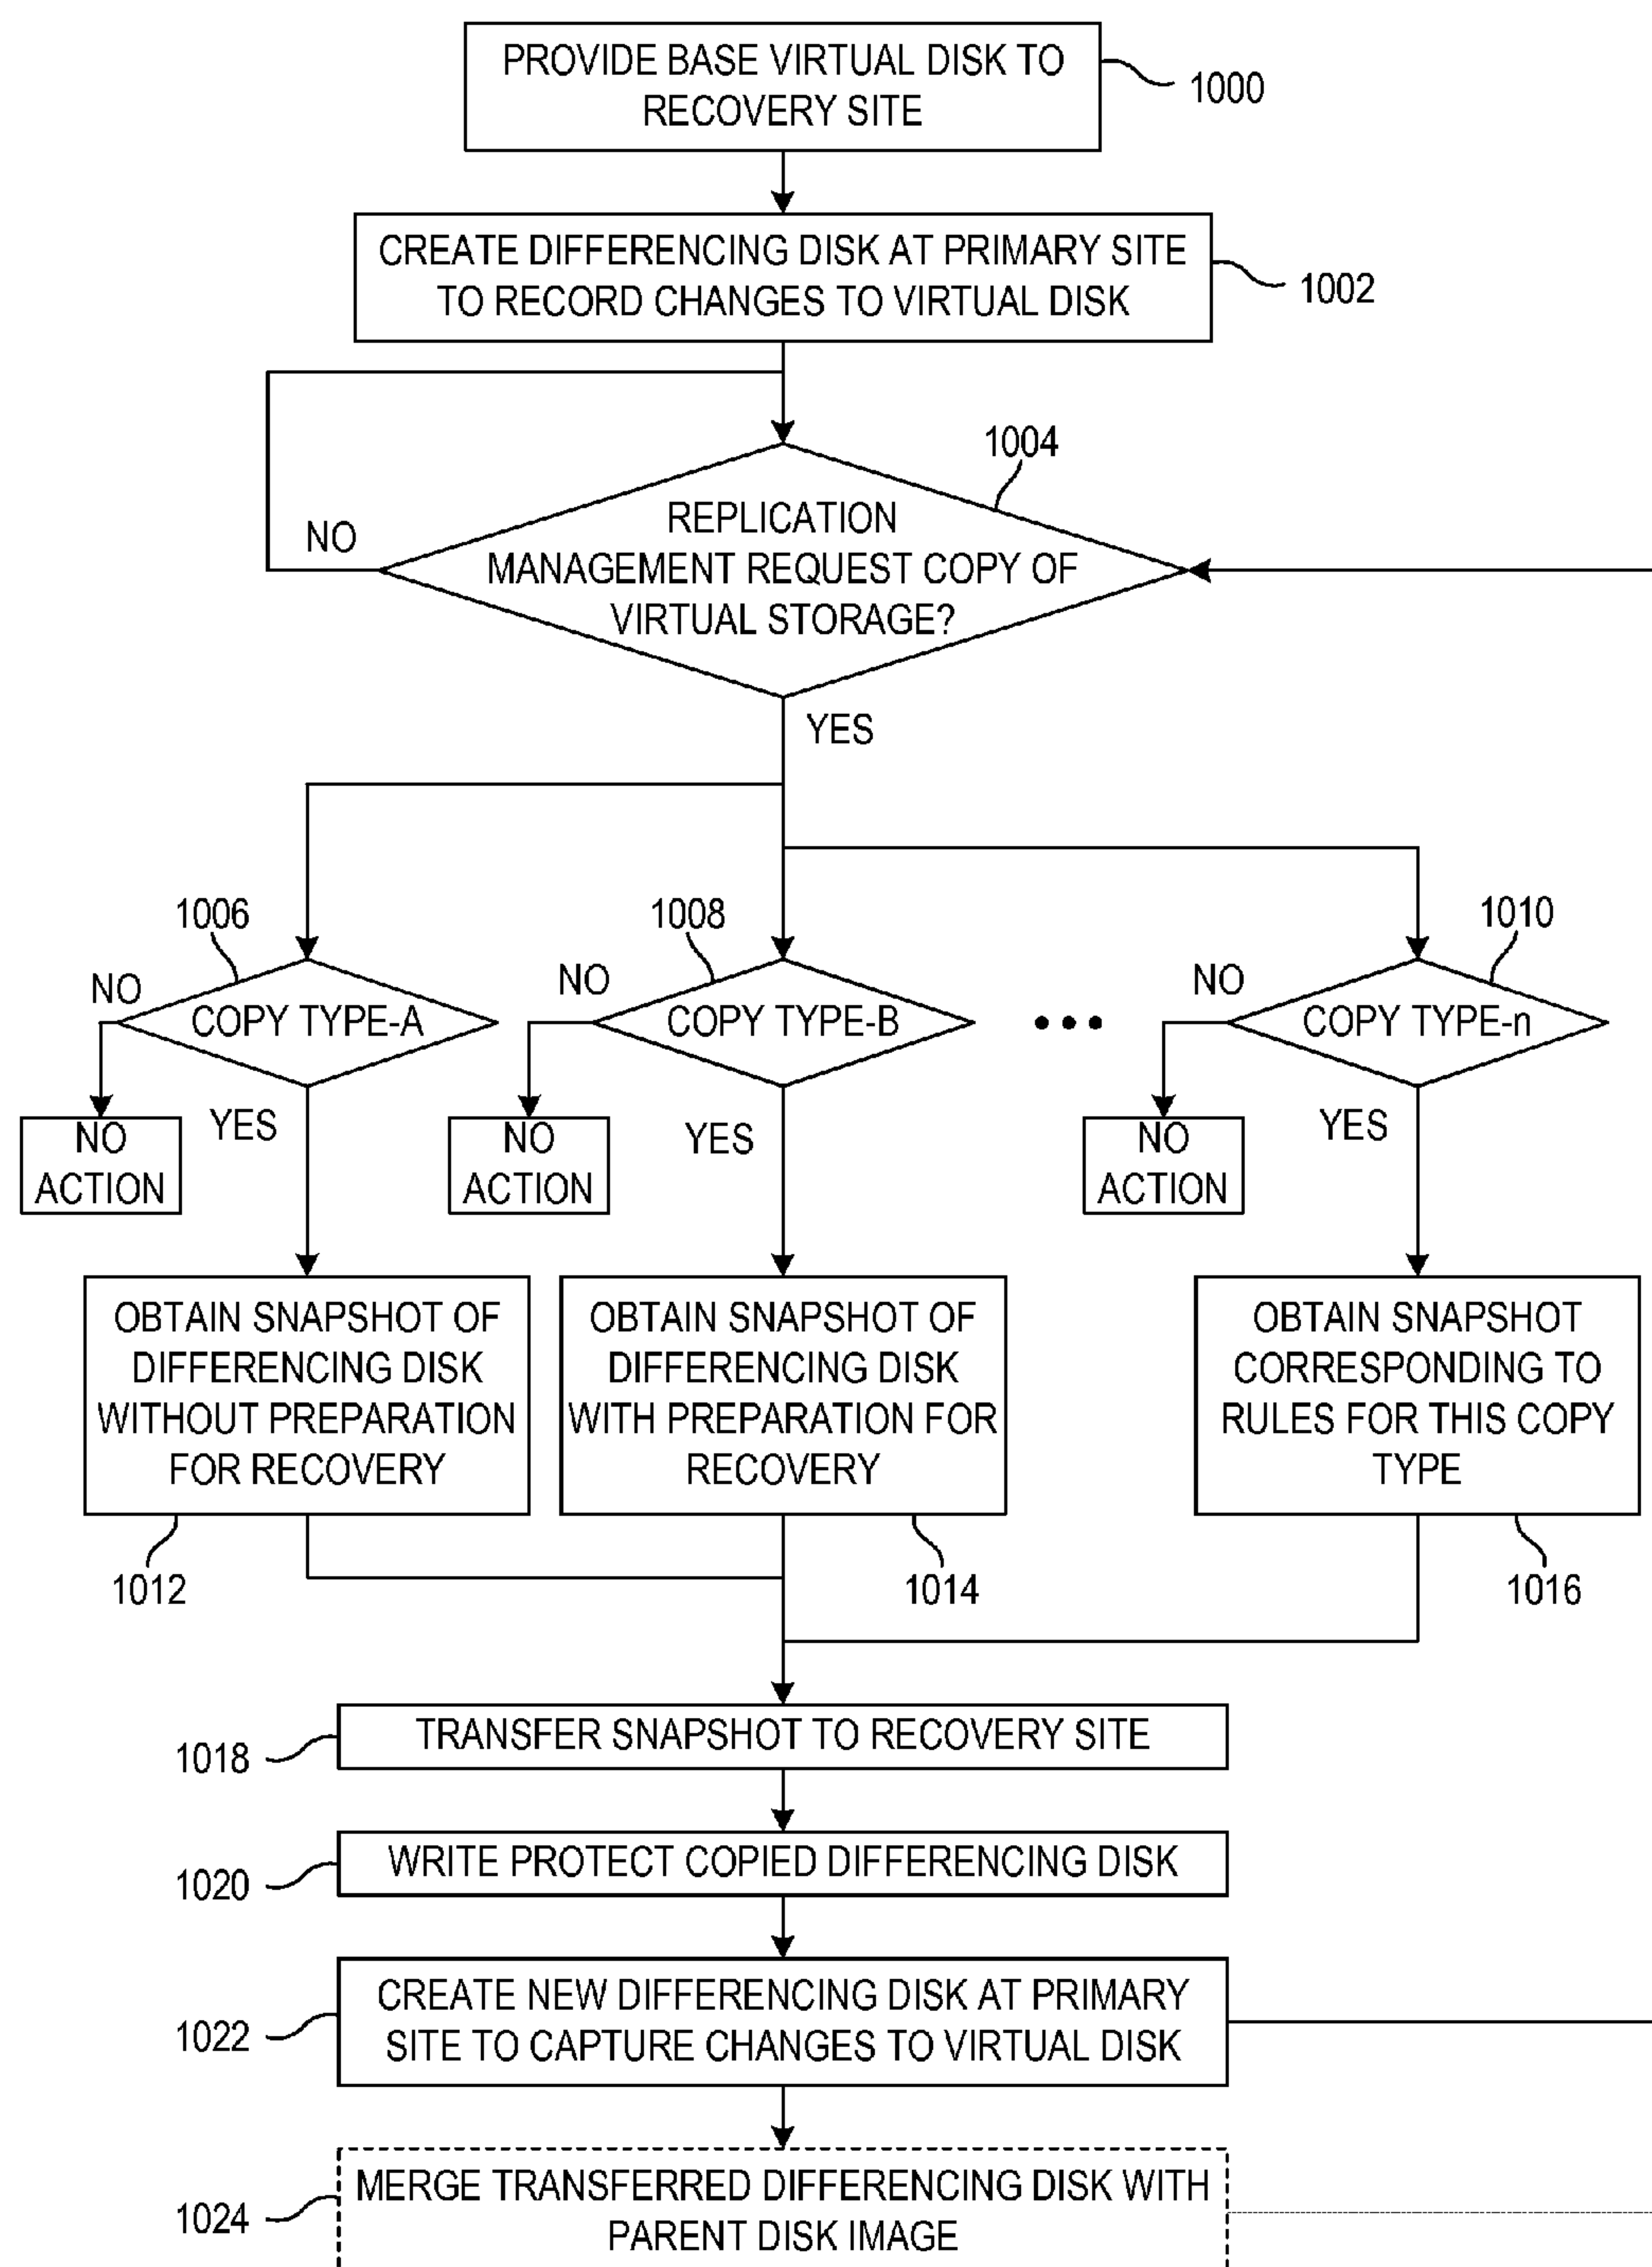 PROVIDE BASE VIRTUAL DISK TO
RECOVERY SITE
1000
CREATE DIFFERENCING DISK AT PRIMARY SITE
TO RECORD CHANGES TO VIRTUAL DISK
1002
1004
REPLICATION
MANAGEMENT REQUEST COPY OF
VIRTUAL STORAGE?
NO
YES
1006
NO
COPY TYPE-A
NO
ACTION
YES
1008
NO
COPY TYPE-B
NO
ACTION
YES
•••
1010
NO
COPY TYPE-n
NO
ACTION
YES
OBTAIN SNAPSHOT OF
DIFFERENCING DISK
WITHOUT PREPARATION
FOR RECOVERY
1012
OBTAIN SNAPSHOT OF
DIFFERENCING DISK
WITH PREPARATION FOR
RECOVERY
1014
OBTAIN SNAPSHOT
CORRESPONDING TO
RULES FOR THIS COPY
TYPE
1016
TRANSFER SNAPSHOT TO RECOVERY SITE
1018
WRITE PROTECT COPIED DIFFERENCING DISK
1020
CREATE NEW DIFFERENCING DISK AT PRIMARY
SITE TO CAPTURE CHANGES TO VIRTUAL DISK
1022
MERGE TRANSFERRED DIFFERENCING DISK WITH
PARENT DISK IMAGE
1024